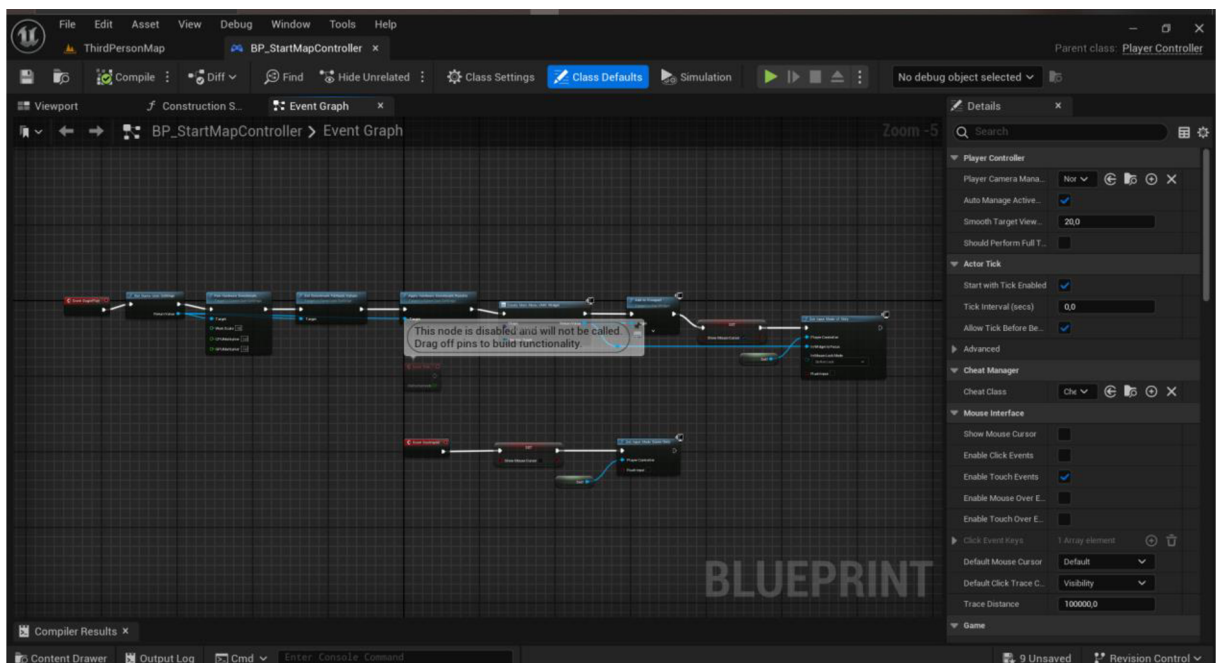 File Edit Asset View Debug Window Tools Help
ThirdPersonMap BP_StartMapController
Parent class: Player Controller
Compile Diff Find Hide Unrelated Class Settings Class Defaults Simulation No debug object selected
Viewport Construction S... Event Graph Details
BP_StartMapController > Event Graph Zoom -5 Search
Player Controller
Player Camera Mana... Nor
Auto Manage Active...
Smooth Target View... 20,0
Should Perform Full T...
Actor Tick
Start with Tick Enabled
Tick Interval (secs) 0,0
Allow Tick Before Be...
Advanced
This node is disabled and will not be called.
Drag off pins to build functionality.
Cheat Manager
Cheat Class Che
Mouse Interface
Show Mouse Cursor
Enable Click Events
Enable Touch Events
Enable Mouse Over E...
Enable Touch Over E...
Click Event Keys 1 Array element
Default Mouse Cursor Default
Default Click Trace C... Visibility
Trace Distance 100000,0
BLUEPRINT
Game
Compiler Results
Content Drawer Output Log Cmd Enter Console Command 9 Unsaved Revision Control